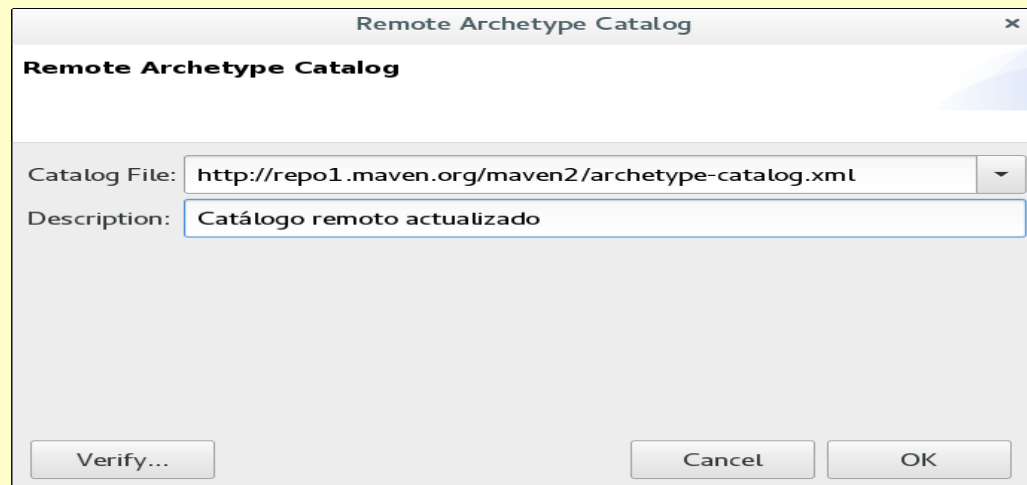 Remote Archetype Catalog
Remote Archetype Catalog
Catalog File: http://repo1.maven.org/maven2/archetype-catalog.xml
Description: Catálogo remoto actualizado
Verify... Cancel OK